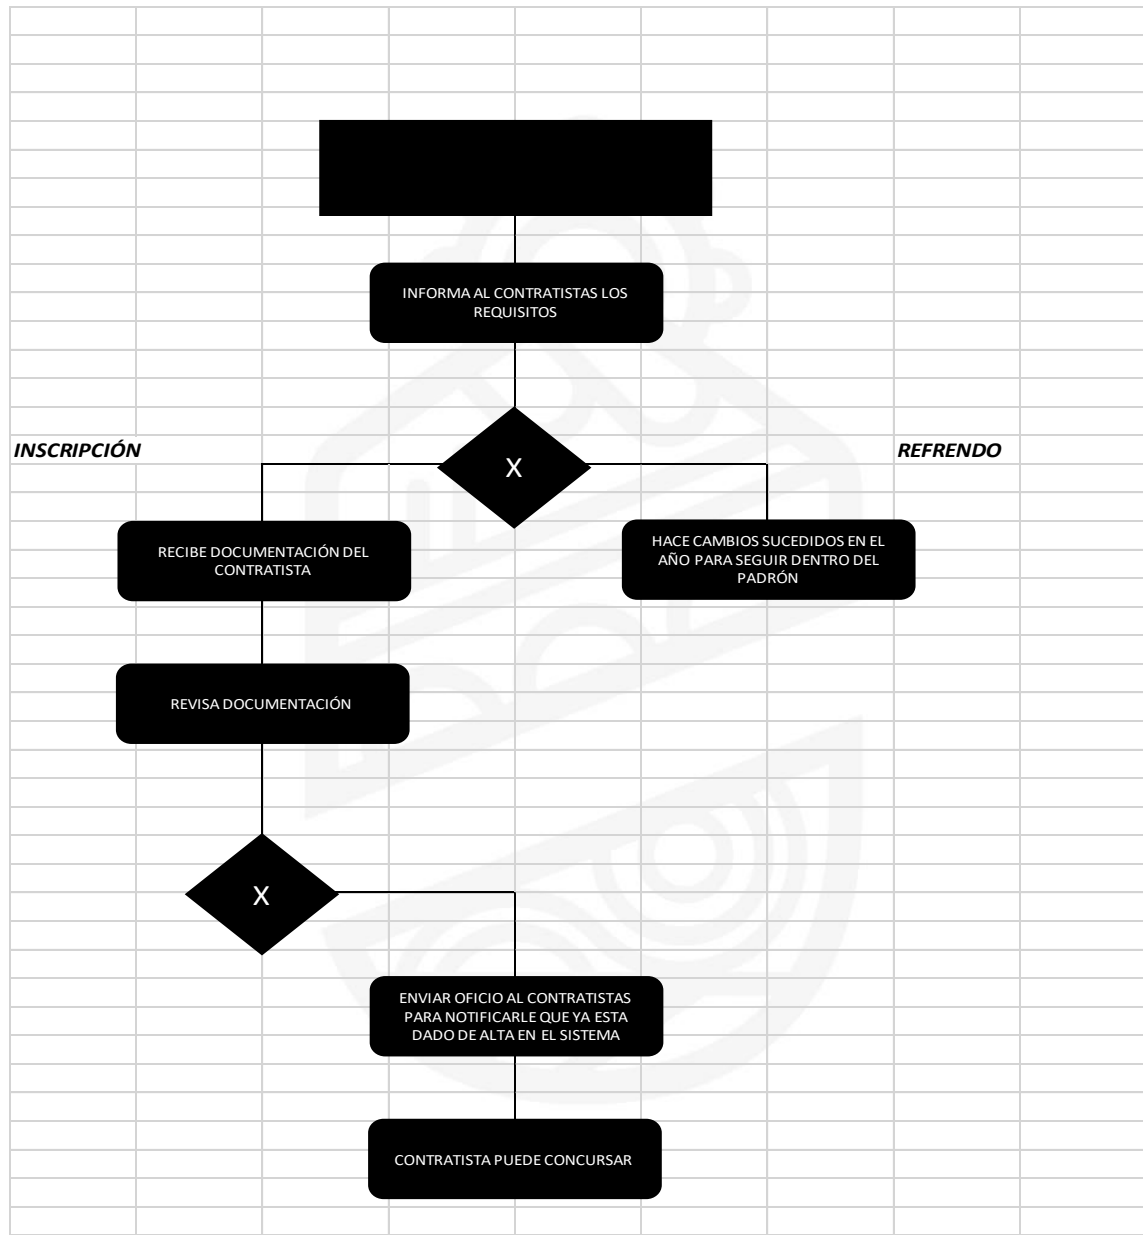 INFORMA AL CONTRATISTAS LOS
REQUISITOS
INSCRIPCIÓN
X
REFRENDO
RECIBE DOCUMENTACIÓN DEL
CONTRATISTA
HACE CAMBIOS SUCEDIDOS EN EL
AÑO PARA SEGUIR DENTRO DEL
PADRÓN
REVISA DOCUMENTACIÓN
X
ENVIAR OFICIO AL CONTRATISTAS
PARA NOTIFICARLE QUE YA ESTA
DADO DE ALTA EN EL SISTEMA
CONTRATISTA PUEDE CONCURSAR